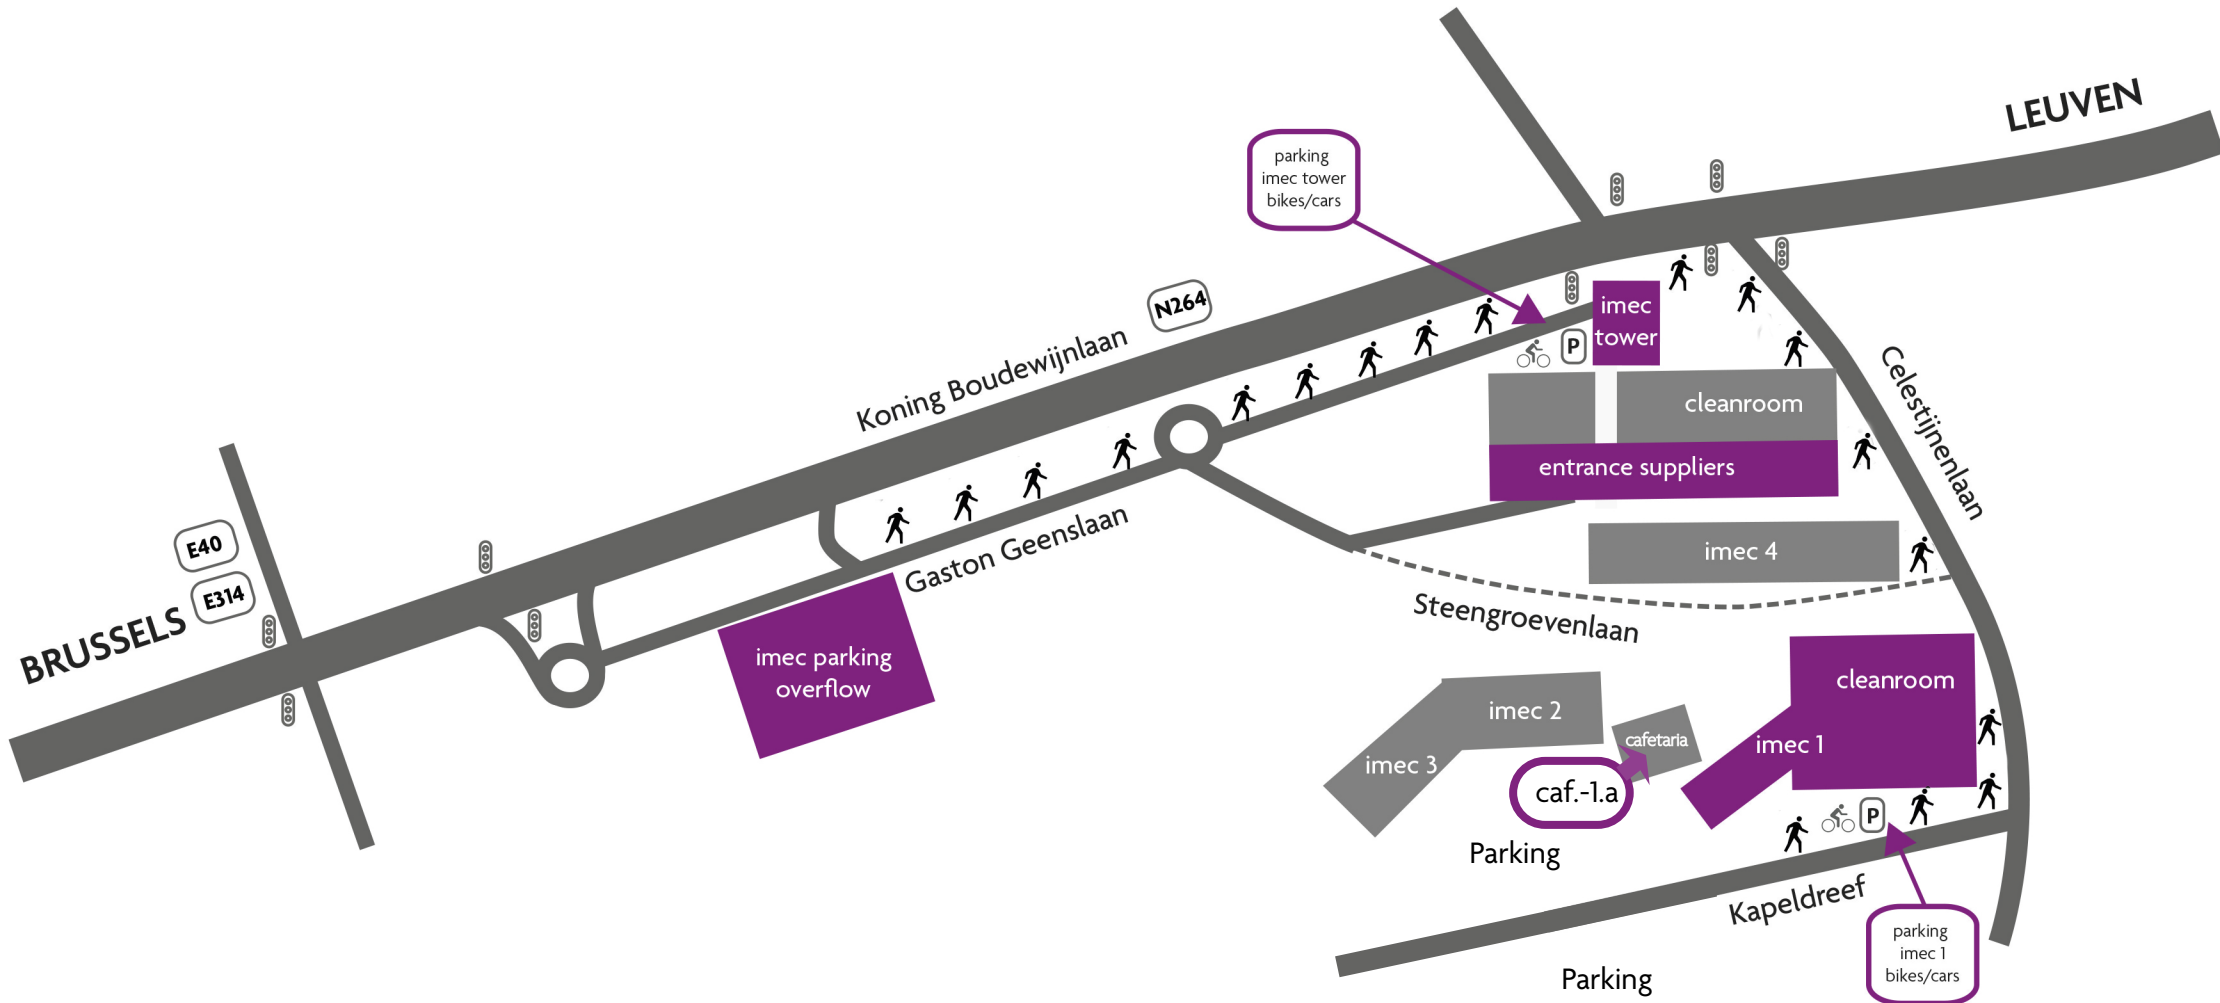 LEUVEN
parking
imec tower
bikes/cars
N264
Koning Boudewijnlaan
imec
tower
P
Celestijnenlaan
cleanroom
entrance suppliers
E40
E314
BRUSSELS
Gaston Geenslaan
imec 4
Steengroevenlaan
imec parking
overflow
cleanroom
imec 2
cafetaria
imec 1
imec 3
caf.-1.a
P
Parking
Kapeldreef
parking
imec 1
bikes/cars
Parking